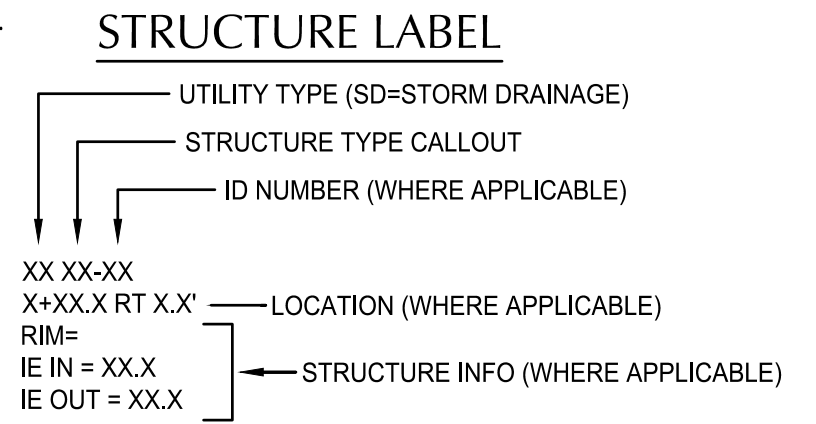 STRUCTURE LABEL
UTILITY TYPE (SD=STORM DRAINAGE)
STRUCTURE TYPE CALLOUT
ID NUMBER (WHERE APPLICABLE)
XX XX-XX
X+XX.X RT X.X' LOCATION (WHERE APPLICABLE)
RIM=
IE IN = XX.X
STRUCTURE INFO (WHERE APPLICABLE)
IE OUT = XX.X